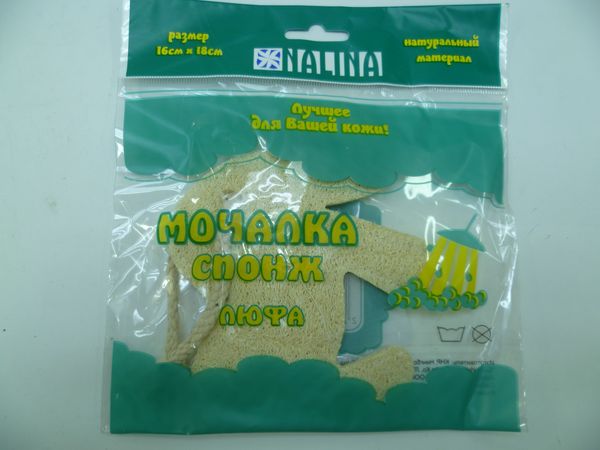 размер
16см х 18см
NALINA
натуральный
материал
Лучшее
для Вашей кожи!
МОЧАЛКА
спонж
ЛЮФА